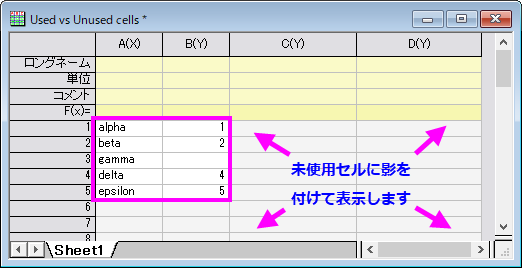 Used vs Unused cells *
A(X) B(Y) C(Y) D(Y)
ロングネーム
単位
コメント
F(x)=
1 alpha 1
2 beta 2
3 gamma
4 delta 4
5 epsilon 5
6
7
8
未使用セルに影を
付けて表示します
Sheet1